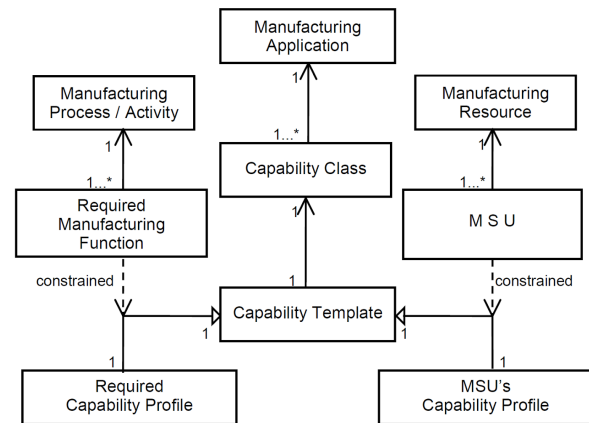 Manufacturing
Application
1
Manufacturing
Process / Activity
1
Manufacturing
Resource
1
1...*
Capability Class
1
1...*
Required
Manufacturing
Function
1...*
M S U
constrained
constrained
1
Capability Template
1
1
1
Required
Capability Profile
1
MSU's
Capability Profile